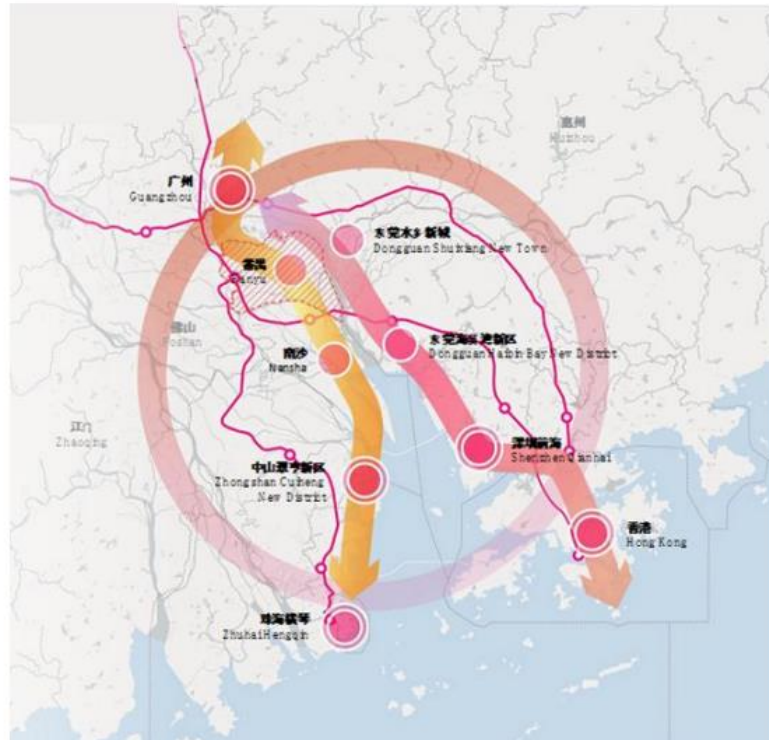 惠州
Huizhou
广州
Guangzhou
东莞水乡新城
Dongguan Shuixiang New Town
番禺
Panyu
东莞海滨湾新区
Dongguan Haibin Bay New District
佛山
Foshan
南沙
Nansha
江门
Zhaoqing
深圳前海
Shenzhen Qianhai
中山翠亨新区
Zhongshan Cuiheng
New District
香港
Hong Kong
珠海横琴
Zhuhai Hengqin